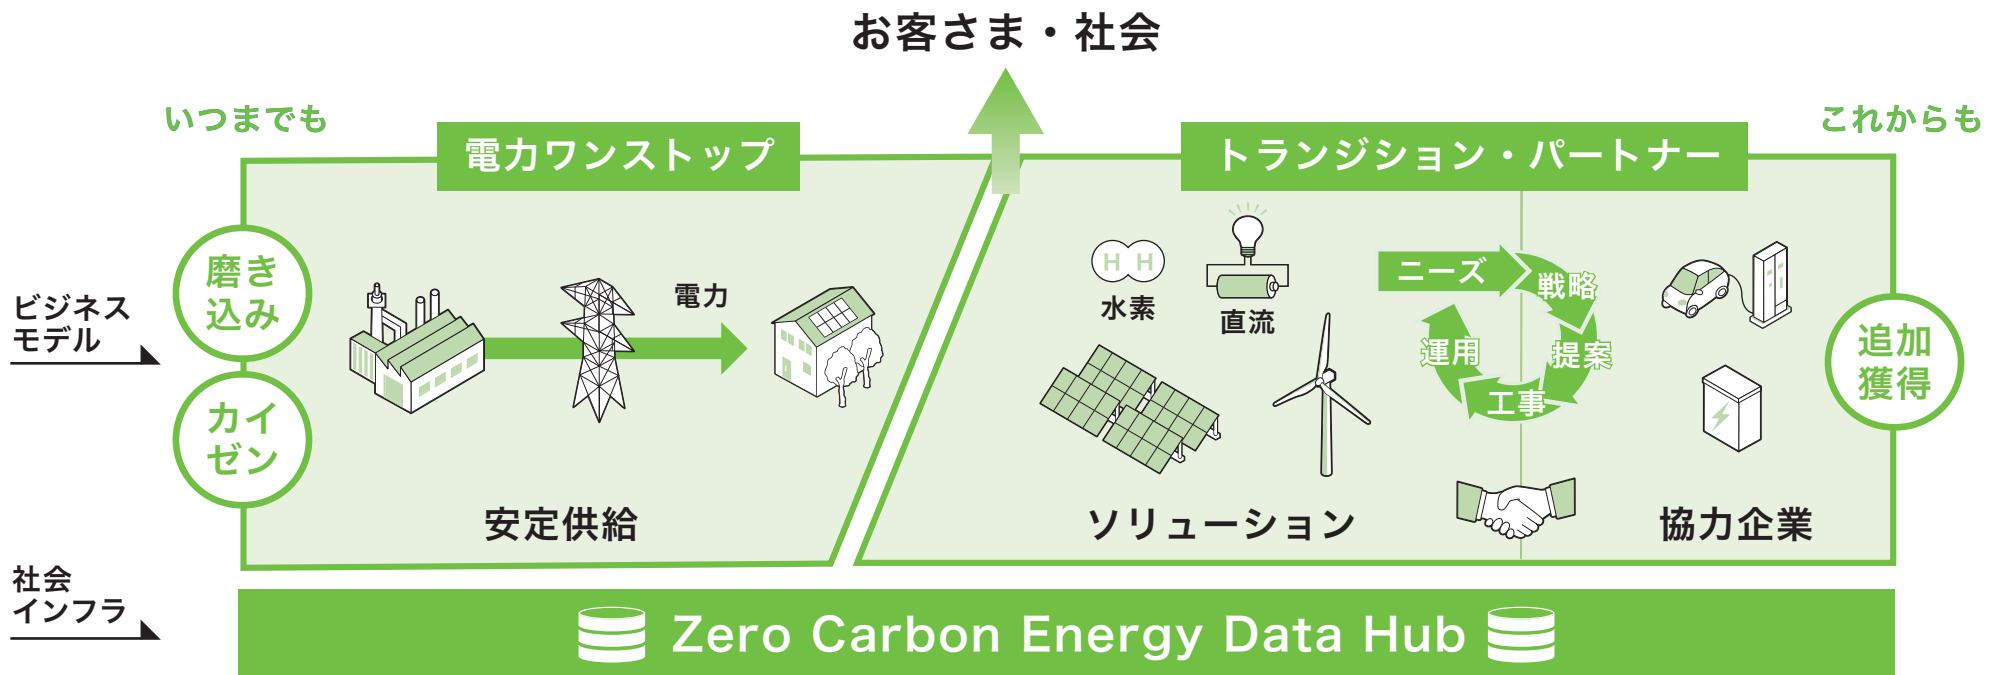 お客さま・社会
いつまでも
これからも
電力ワンストップ
トランジション・パートナー
ビジネス
モデル
磨き
込み
カイ
ゼン
電力
安定供給
H H
水素
直流
ニーズ
戦略
提案
工事
運用
ソリューション
協力企業
追加
獲得
社会
インフラ
Zero Carbon Energy Data Hub